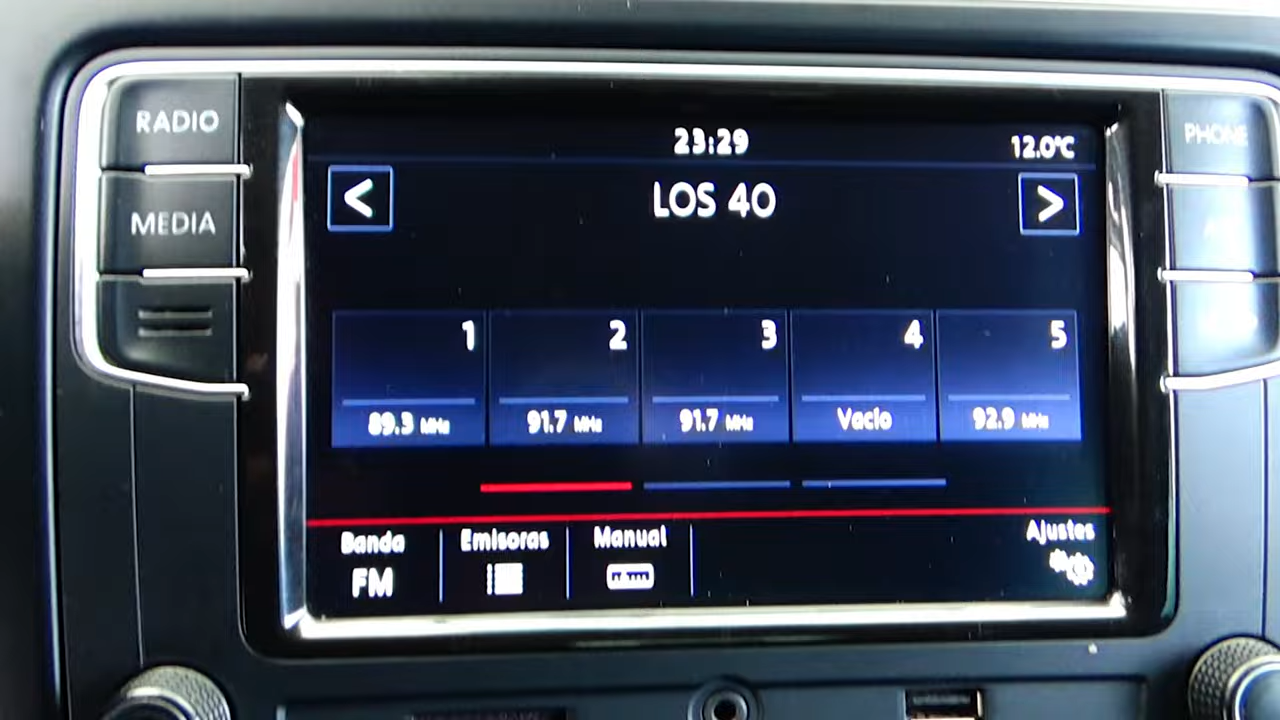 RADIO
MEDIA
PHONE
23:29
12.0°C
<
LOS 40
>
1
2
3
4
5
89.3 MHz
91.7 MHz
91.7 MHz
Vacío
92.9 MHz
Banda
FM
Emisoras
Manual
Ajustes